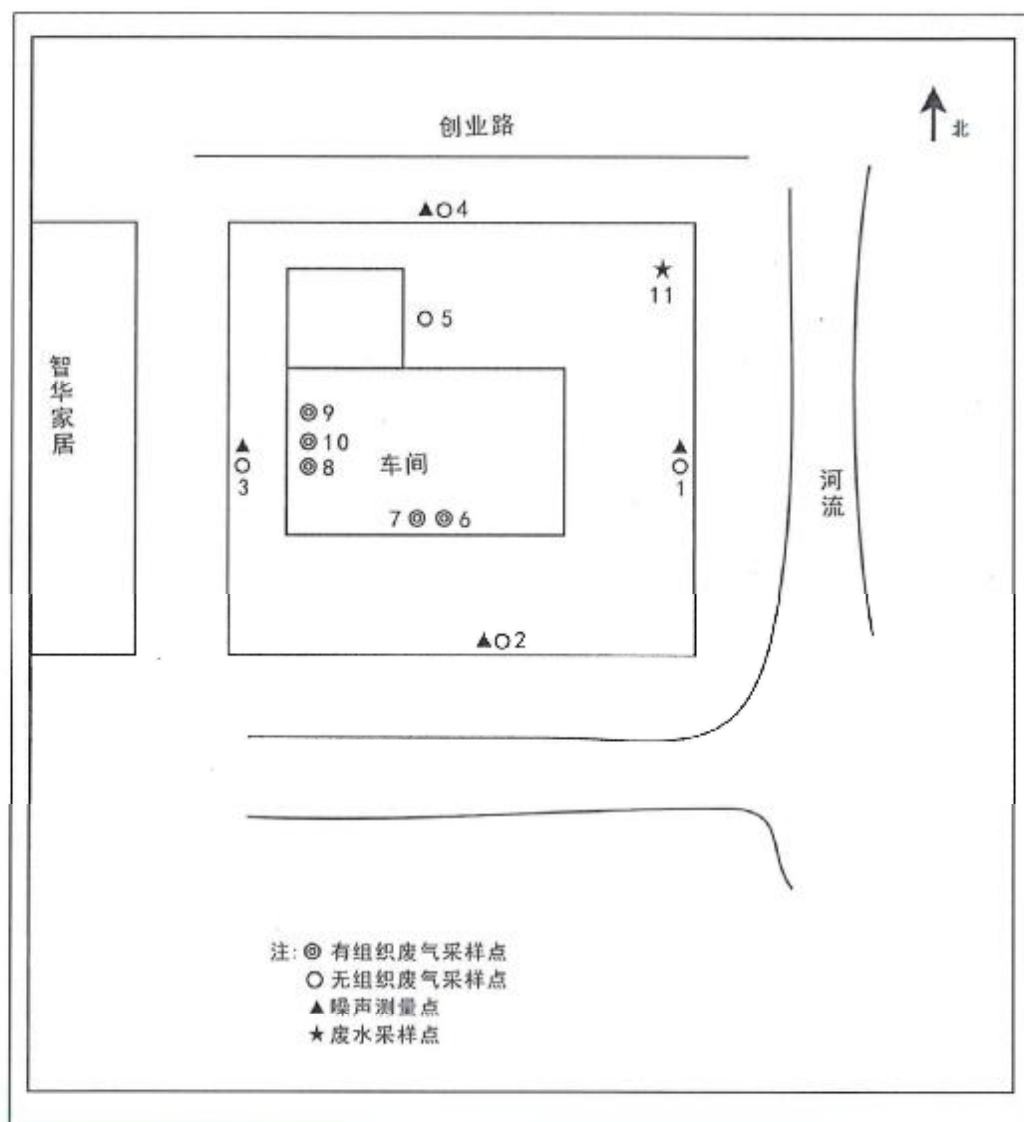 创业路
北
4
11
5
智华家居
9
10
8
车间
3
1
河流
7
6
2
注: ◎ 有组织废气采样点
○ 无组织废气采样点
▲ 噪声测量点
★ 废水采样点